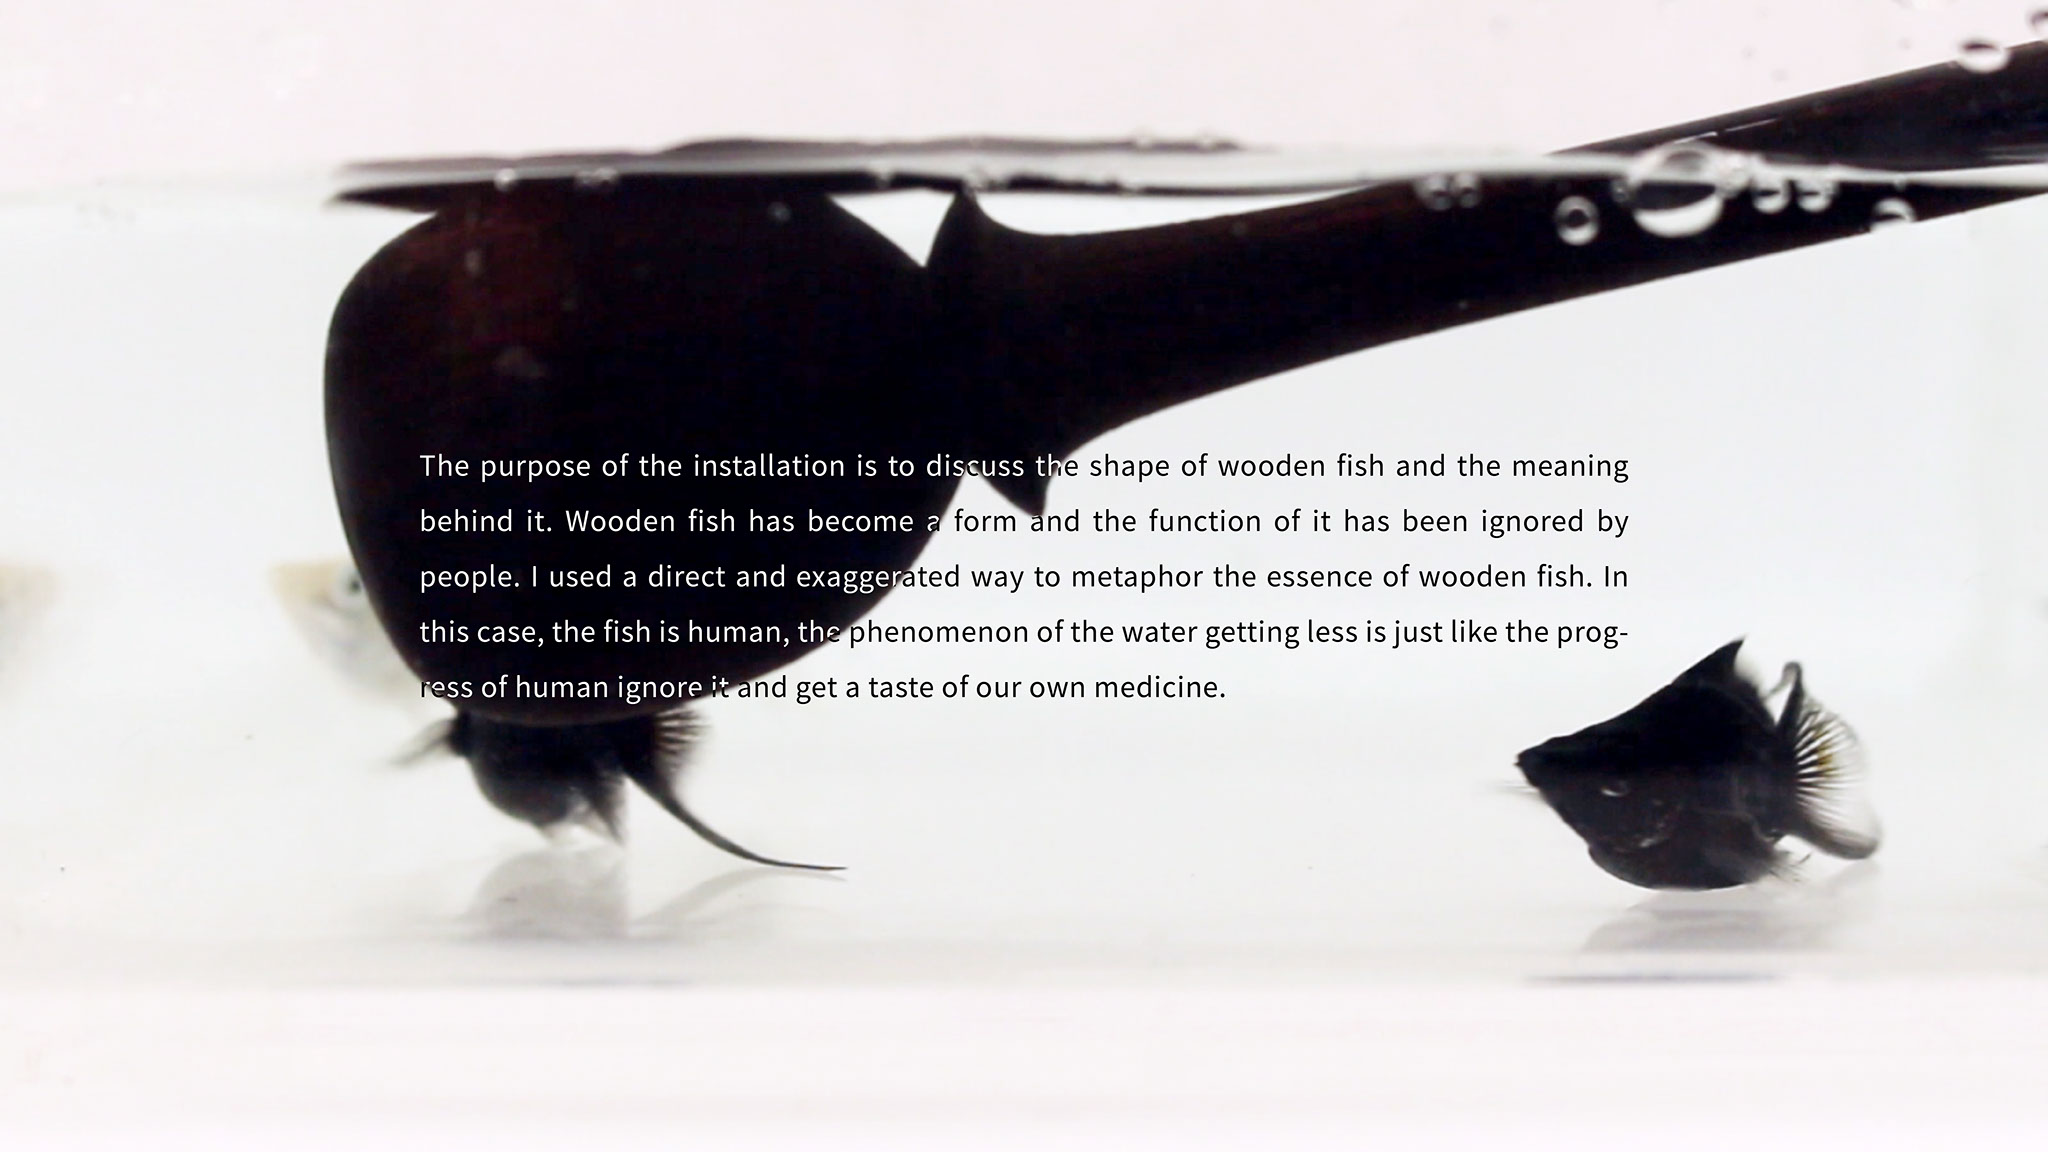 The purpose of the installation is to discuss the shape of wooden fish and the meaning
behind it. Wooden fish has become a form and the function of it has been ignored by
people. I used a direct and exaggerated way to metaphor the essence of wooden fish. In
this case, the fish is human, the phenomenon of the water getting less is just like the prog-
ress of human ignore it and get a taste of our own medicine.